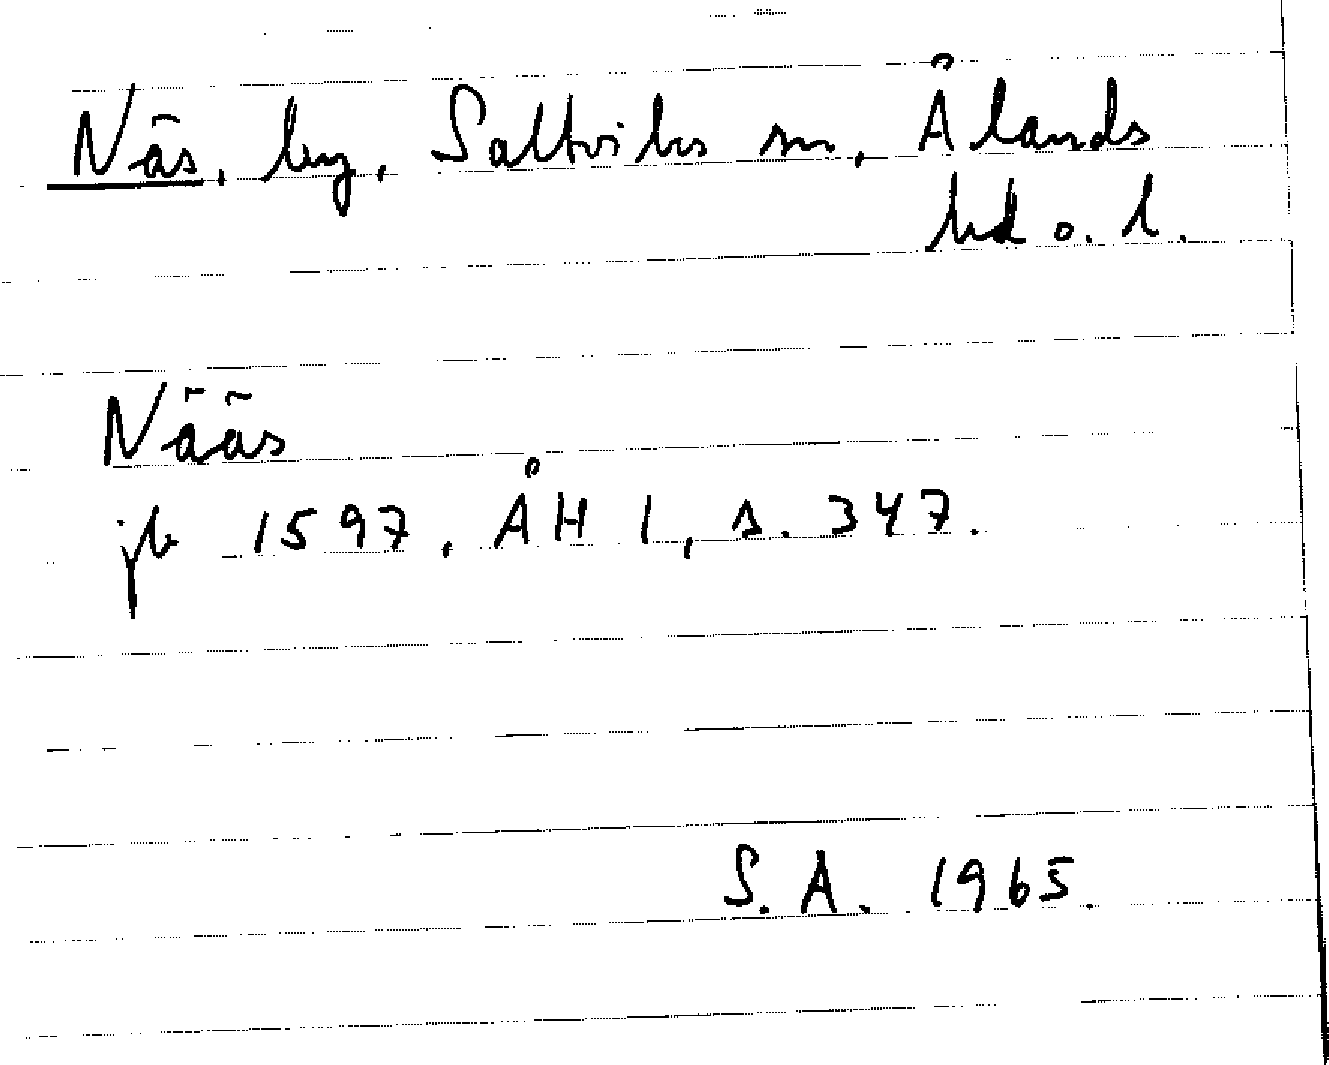 Näs, by, Saltviks sn, Ålands
hd o. l.
Nääs
jb 1597, ÅH I, s. 347.
S. A. 1965.